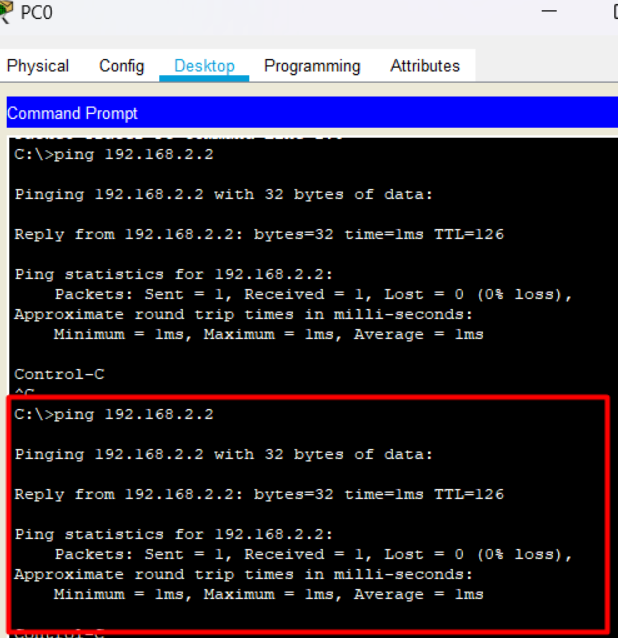 PC0
Physical Config Desktop Programming Attributes
Command Prompt
C:\>ping 192.168.2.2
Pinging 192.168.2.2 with 32 bytes of data:
Reply from 192.168.2.2: bytes=32 time=1ms TTL=126
Ping statistics for 192.168.2.2:
Packets: Sent = 1, Received = 1, Lost = 0 (0% loss),
Approximate round trip times in milli-seconds:
Minimum = 1ms, Maximum = 1ms, Average = 1ms
Control-C
^C
C:\>ping 192.168.2.2
Pinging 192.168.2.2 with 32 bytes of data:
Reply from 192.168.2.2: bytes=32 time=1ms TTL=126
Ping statistics for 192.168.2.2:
Packets: Sent = 1, Received = 1, Lost = 0 (0% loss),
Approximate round trip times in milli-seconds:
Minimum = 1ms, Maximum = 1ms, Average = 1ms
Control-C